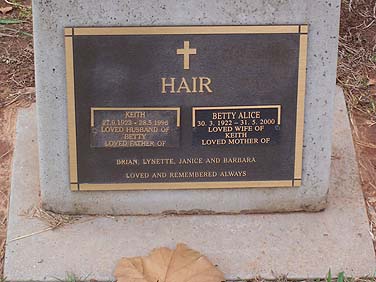 HAIR
KEITH
27.6.1923 - 28.5.1996
LOVED HUSBAND OF
BETTY
LOVED FATHER OF
BETTY ALICE
30. 3. 1922 - 31. 5. 2000
LOVED WIFE OF
KEITH
LOVED MOTHER OF
BRIAN, LYNETTE, JANICE AND BARBARA
LOVED AND REMEMBERED ALWAYS